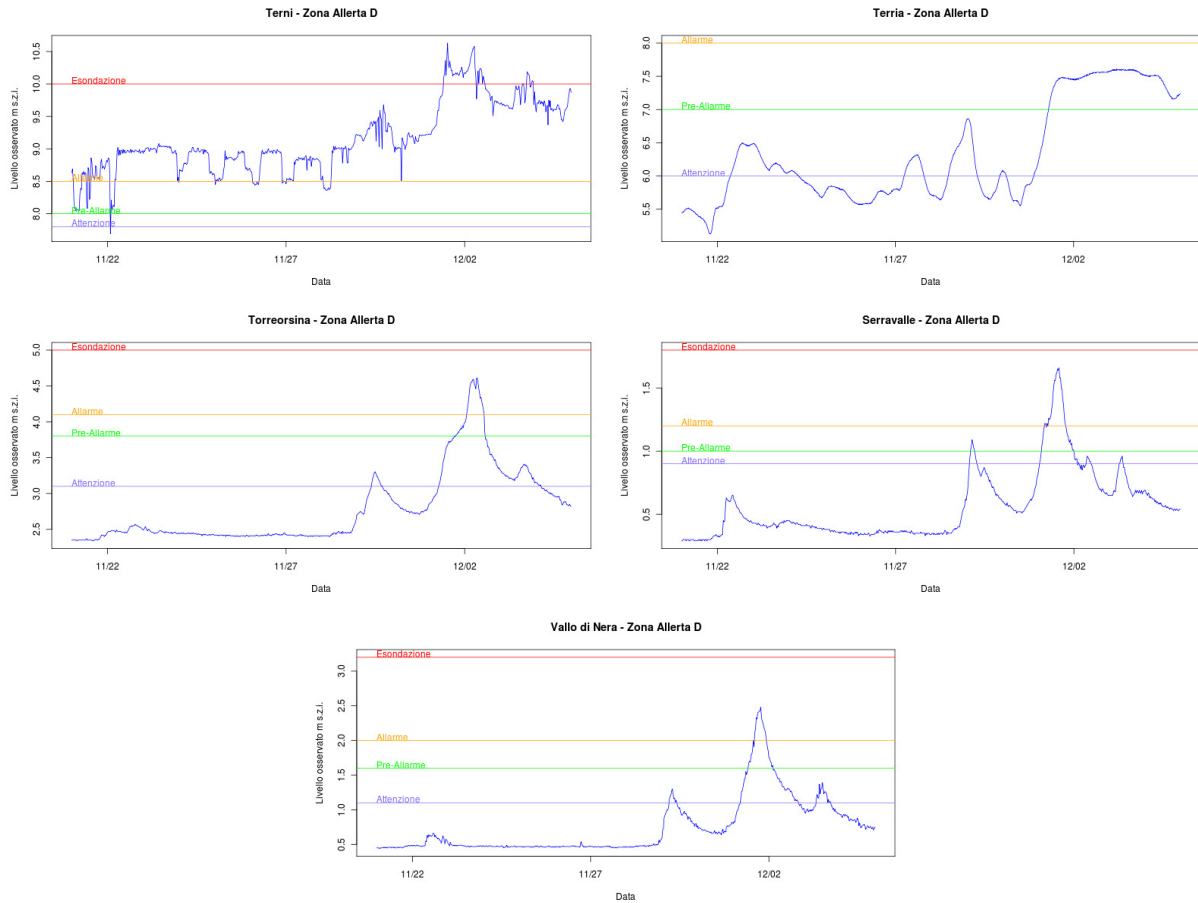 Terni - Zona Allerta D
Livello osservato m s.z.i.
10.5
10.0
9.5
9.0
8.5
8.0
Esondazione
Allarme
Pre-Allarme
Attenzione
11/22
11/27
12/02
Data
Terria - Zona Allerta D
Livello osservato m s.z.i.
8.0
7.5
7.0
6.5
6.0
5.5
Allarme
Pre-Allarme
Attenzione
11/22
11/27
12/02
Data
Torreorsina - Zona Allerta D
Livello osservato m s.z.i.
5.0
4.5
4.0
3.5
3.0
2.5
Esondazione
Allarme
Pre-Allarme
Attenzione
11/22
11/27
12/02
Data
Serravalle - Zona Allerta D
Livello osservato m s.z.i.
1.5
1.0
0.5
Esondazione
Allarme
Pre-Allarme
Attenzione
11/22
11/27
12/02
Data
Vallo di Nera - Zona Allerta D
Livello osservato m s.z.i.
3.0
2.5
2.0
1.5
1.0
0.5
Esondazione
Allarme
Pre-Allarme
Attenzione
11/22
11/27
12/02
Data